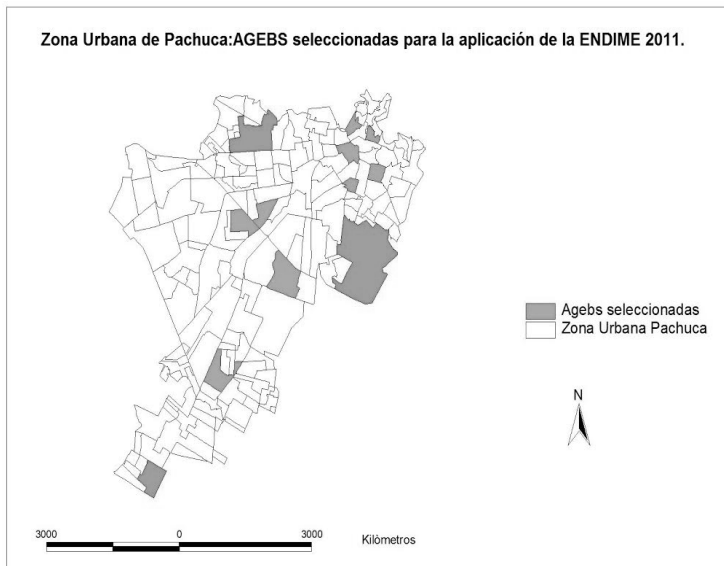 Zona Urbana de Pachuca:AGEBS seleccionadas para la aplicación de la ENDIME 2011.
Agebs seleccionadas
Zona Urbana Pachuca
N
3000 0 3000 Kilòmetros